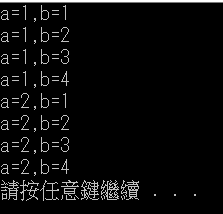 a=1,b=1
a=1,b=2
a=1,b=3
a=1,b=4
a=2,b=1
a=2,b=2
a=2,b=3
a=2,b=4
請按任意鍵繼續 . . .